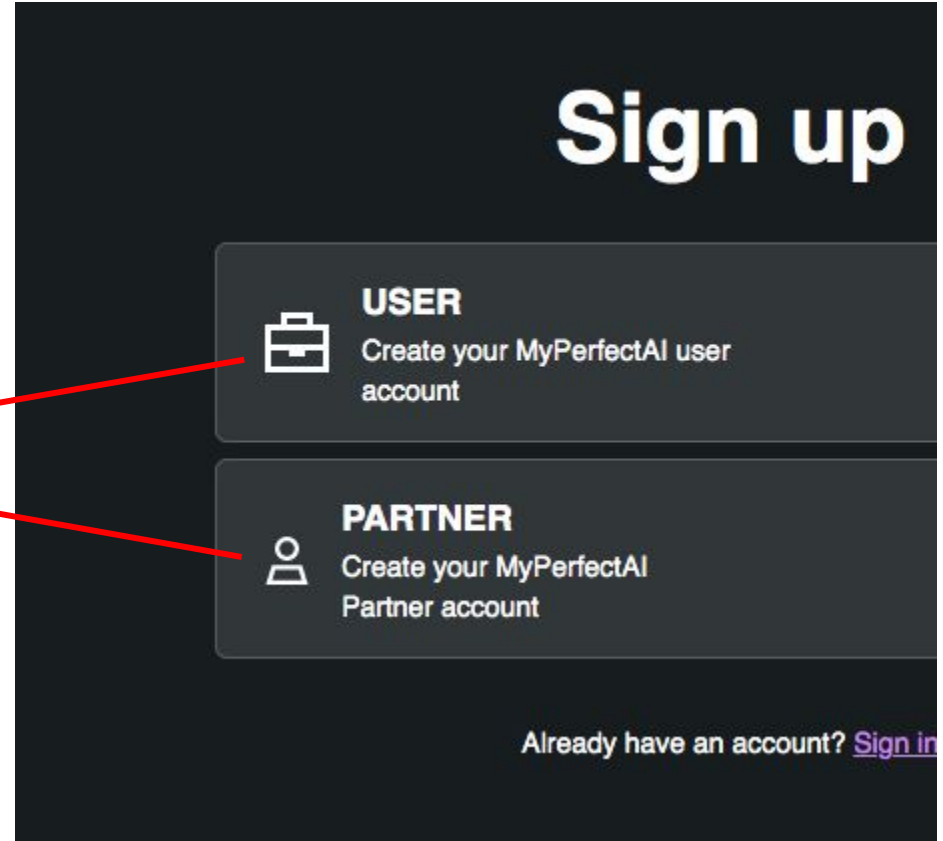 Sign up
USER
Create your MyPerfectAI user
account
PARTNER
Create your MyPerfectAI
Partner account
Already have an account? Sign in